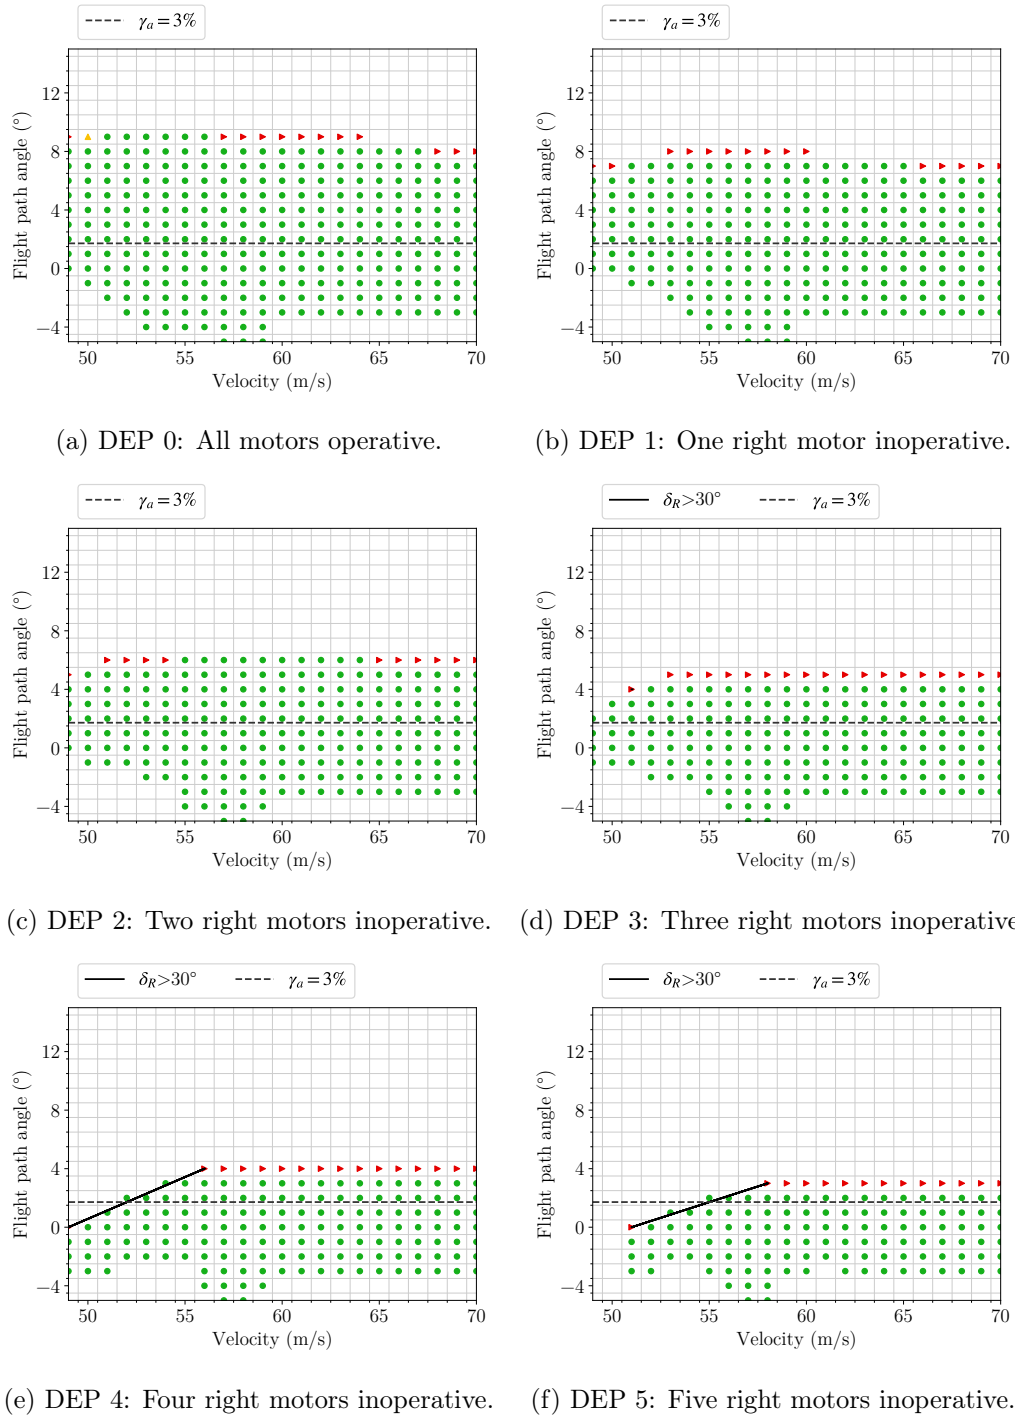 γₐ=3% γₐ=3%
12
8
4
0
−4
Flight path angle (°)
50 55 60 65 70
Velocity (m/s)
12
8
4
0
−4
Flight path angle (°)
50 55 60 65 70
Velocity (m/s)
(a) DEP 0: All motors operative.
(b) DEP 1: One right motor inoperative.
γₐ=3%
12
8
4
0
−4
Flight path angle (°)
50 55 60 65 70
Velocity (m/s)
δ_R>30° γₐ=3%
12
8
4
0
−4
Flight path angle (°)
50 55 60 65 70
Velocity (m/s)
(c) DEP 2: Two right motors inoperative.
(d) DEP 3: Three right motors inoperative
δ_R>30° γₐ=3%
12
8
4
0
−4
Flight path angle (°)
50 55 60 65 70
Velocity (m/s)
δ_R>30° γₐ=3%
12
8
4
0
−4
Flight path angle (°)
50 55 60 65 70
Velocity (m/s)
(e) DEP 4: Four right motors inoperative.
(f) DEP 5: Five right motors inoperative.